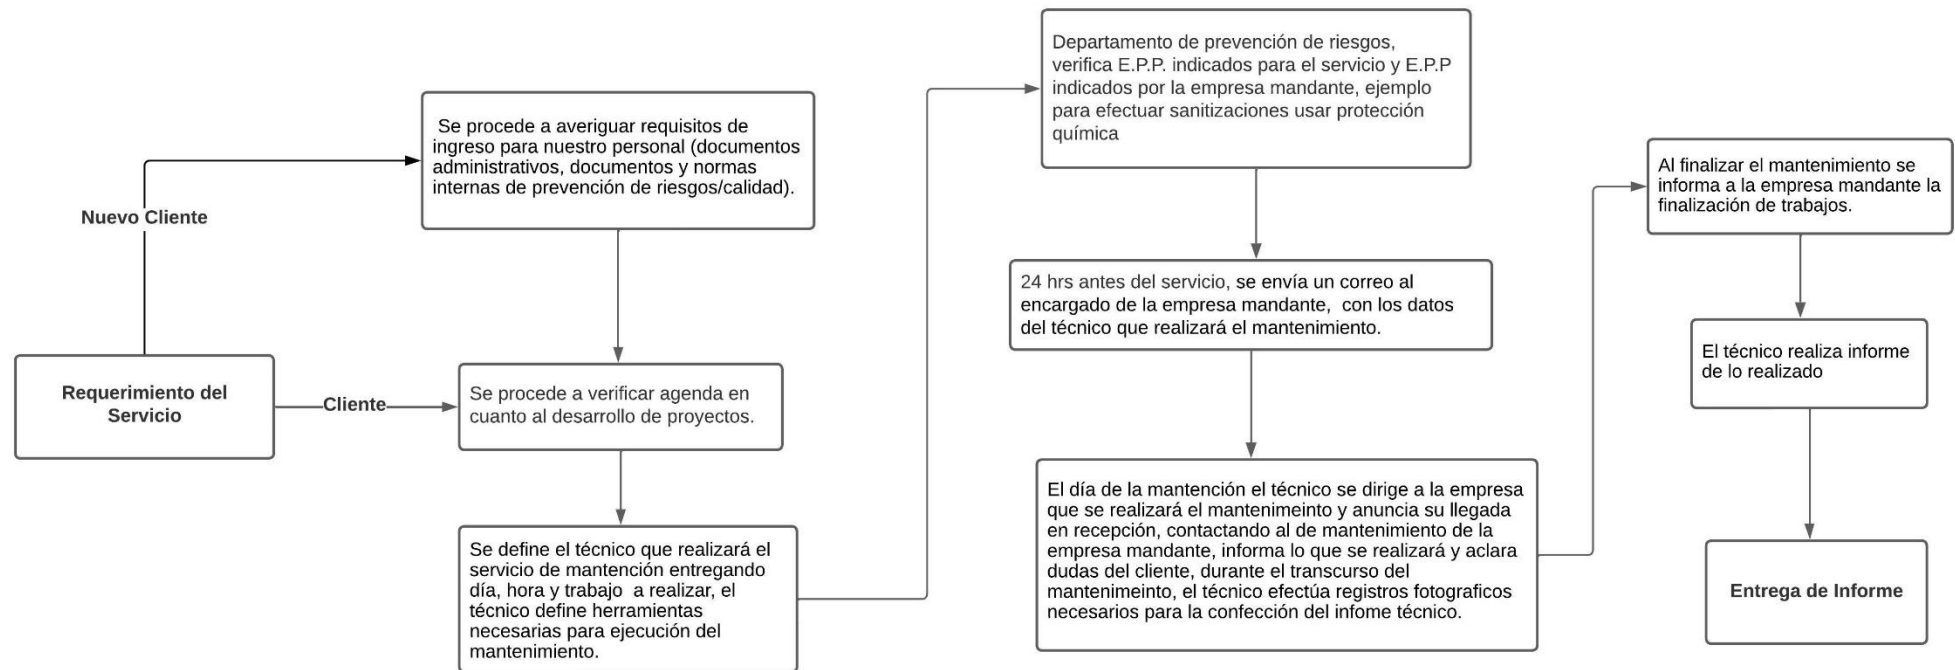 Requerimiento del
Servicio
Nuevo Cliente
Cliente
Se procede a averiguar requisitos de
ingreso para nuestro personal (documentos
administrativos, documentos y normas
internas de prevención de riesgos/calidad).
Se procede a verificar agenda en
cuanto al desarrollo de proyectos.
Se define el técnico que realizará el
servicio de mantención entregando
día, hora y trabajo a realizar, el
técnico define herramientas
necesarias para ejecución del
mantenimiento.
Departamento de prevención de riesgos,
verifica E.P.P. indicados para el servicio y E.P.P
indicados por la empresa mandante, ejemplo
para efectuar sanitizaciones usar protección
química
24 hrs antes del servicio, se envía un correo al
encargado de la empresa mandante, con los datos
del técnico que realizará el mantenimiento.
El día de la mantención el técnico se dirige a la empresa
que se realizará el mantenimeinto y anuncia su llegada
en recepción, contactando al de mantenimiento de la
empresa mandante, informa lo que se realizará y aclara
dudas del cliente, durante el transcurso del
mantenimeinto, el técnico efectúa registros fotograficos
necesarios para la confección del infome técnico.
Al finalizar el mantenimiento se
informa a la empresa mandante la
finalización de trabajos.
El técnico realiza informe
de lo realizado
Entrega de Informe